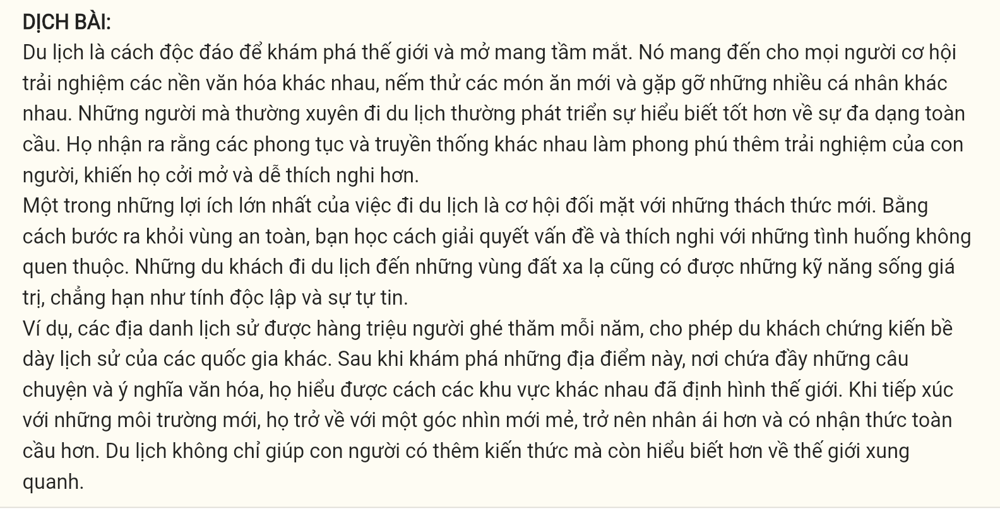 DỊCH BÀI:
Du lịch là cách độc đáo để khám phá thế giới và mở mang tầm mắt. Nó mang đến cho mọi người cơ hội
trải nghiệm các nền văn hóa khác nhau, nếm thử các món ăn mới và gặp gỡ những nhiều cá nhân khác
nhau. Những người mà thường xuyên đi du lịch thường phát triển sự hiểu biết tốt hơn về sự đa dạng toàn
cầu. Họ nhận ra rằng các phong tục và truyền thống khác nhau làm phong phú thêm trải nghiệm của con
người, khiến họ cởi mở và dễ thích nghi hơn.
Một trong những lợi ích lớn nhất của việc đi du lịch là cơ hội đối mặt với những thách thức mới. Bằng
cách bước ra khỏi vùng an toàn, bạn học cách giải quyết vấn đề và thích nghi với những tình huống không
quen thuộc. Những du khách đi du lịch đến những vùng đất xa lạ cũng có được những kỹ năng sống giá
trị, chẳng hạn như tính độc lập và sự tự tin.
Ví dụ, các địa danh lịch sử được hàng triệu người ghé thăm mỗi năm, cho phép du khách chứng kiến bề
dày lịch sử của các quốc gia khác. Sau khi khám phá những địa điểm này, nơi chứa đầy những câu
chuyện và ý nghĩa văn hóa, họ hiểu được cách các khu vực khác nhau đã định hình thế giới. Khi tiếp xúc
với những môi trường mới, họ trở về với một góc nhìn mới mẻ, trở nên nhân ái hơn và có nhận thức toàn
cầu hơn. Du lịch không chỉ giúp con người có thêm kiến thức mà còn hiểu biết hơn về thế giới xung
quanh.